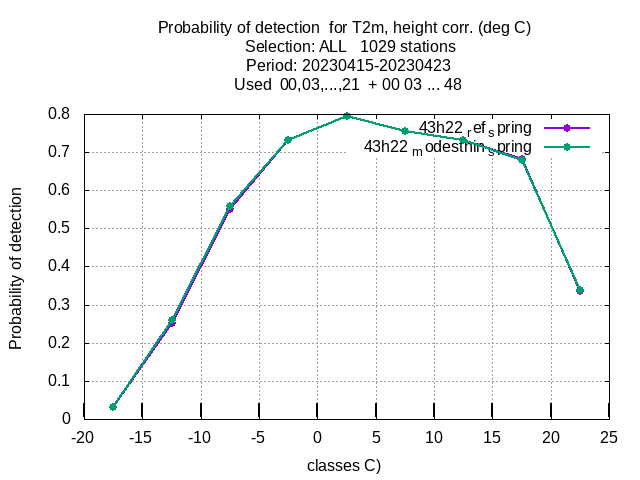 Probability of detection  for T2m, height corr. (deg C)
Selection: ALL   1029 stations
Period: 20230415-20230423
Used  00,03,...,21  + 00 03 ... 48
43h22 ref spring
43h22 modesthin spring
Probability of detection
0.8
0.7
0.6
0.5
0.4
0.3
0.2
0.1
0
-20 -15 -10 -5 0 5 10 15 20 25
classes C)